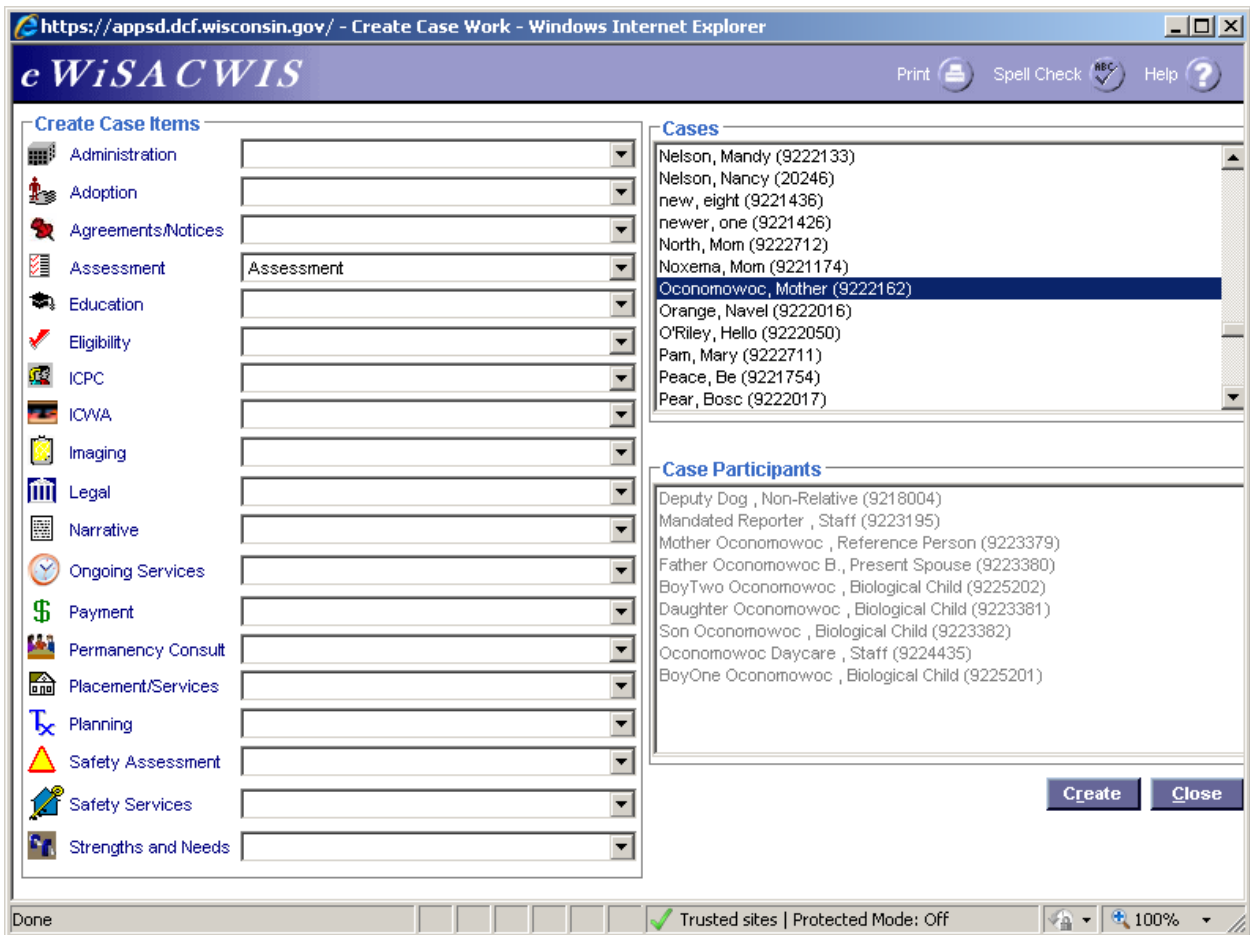 https://appsd.dcf.wisconsin.gov/ - Create Case Work - Windows Internet Explorer
e WiSACWIS
Print
Spell Check
ABC
Help
?
Create Case Items
Administration
Adoption
Agreements/Notices
Assessment
Assessment
Education
Eligibility
ICPC
ICWA
Imaging
Legal
Narrative
Ongoing Services
Payment
Permanency Consult
Placement/Services
Planning
Safety Assessment
Safety Services
Strengths and Needs
Cases
Nelson, Mandy (9222133)
Nelson, Nancy (20246)
new, eight (9221436)
newer, one (9221426)
North, Mom (9222712)
Noxema, Mom (9221174)
Oconomowoc, Mother (9222162)
Orange, Navel (9222016)
O'Riley, Hello (9222050)
Pam, Mary (9222711)
Peace, Be (9221754)
Pear, Bosc (9222017)
Case Participants
Deputy Dog , Non-Relative (9218004)
Mandated Reporter , Staff (9223195)
Mother Oconomowoc , Reference Person (9223379)
Father Oconomowoc B., Present Spouse (9223380)
BoyTwo Oconomowoc , Biological Child (9225202)
Daughter Oconomowoc , Biological Child (9223381)
Son Oconomowoc , Biological Child (9223382)
Oconomowoc Daycare , Staff (9224435)
BoyOne Oconomowoc , Biological Child (9225201)
Create
Close
Done
Trusted sites | Protected Mode: Off
100%